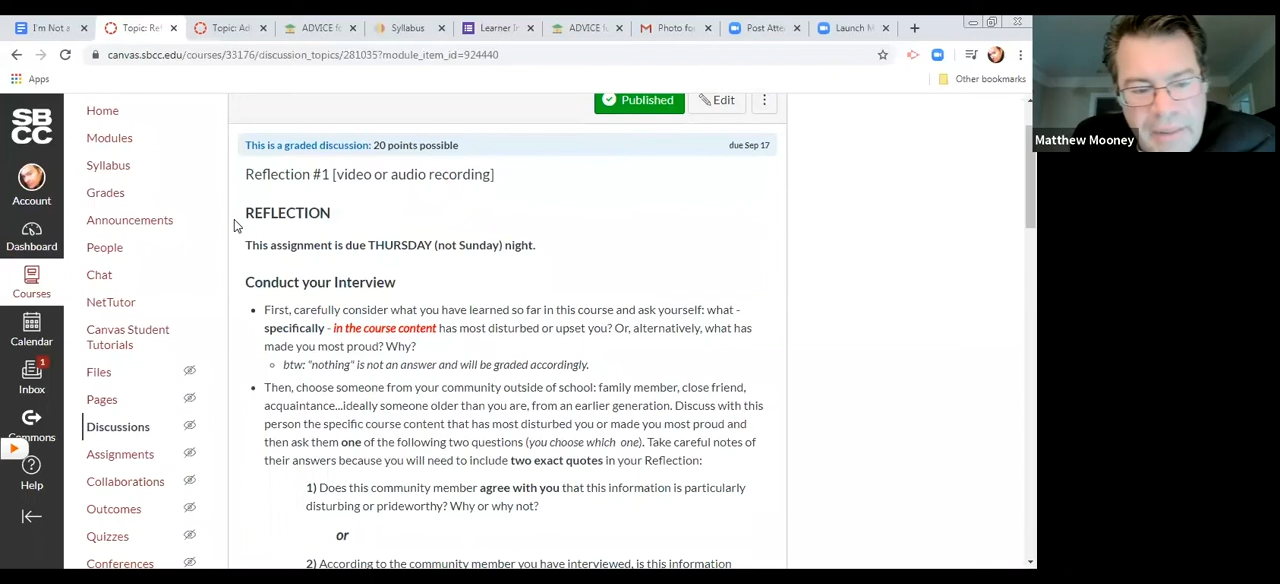 I'm Not a
Topic: Ref
Topic: Ad
ADVICE fo
Syllabus
Learner In
ADVICE fo
Photo for
Post Atte
Launch M
canvas.sbcc.edu/courses/33176/discussion_topics/281035?module_item_id=924440
Apps
Other bookmarks
SBCC
Account
Dashboard
Courses
Calendar
1
Inbox
Commons
Help
Home
Modules
Syllabus
Grades
Announcements
People
Chat
NetTutor
Canvas Student
Tutorials
Files
Pages
Discussions
Assignments
Collaborations
Outcomes
Quizzes
Conferences
Published
Edit
This is a graded discussion: 20 points possible
due Sep 17
Reflection #1 [video or audio recording]
REFLECTION
This assignment is due THURSDAY (not Sunday) night.
Conduct your Interview
First, carefully consider what you have learned so far in this course and ask yourself: what -
specifically - in the course content has most disturbed or upset you? Or, alternatively, what has
made you most proud? Why?
btw: "nothing" is not an answer and will be graded accordingly.
Then, choose someone from your community outside of school: family member, close friend,
acquaintance...ideally someone older than you are, from an earlier generation. Discuss with this
person the specific course content that has most disturbed you or made you most proud and
then ask them one of the following two questions (you choose which one). Take careful notes of
their answers because you will need to include two exact quotes in your Reflection:
1) Does this community member agree with you that this information is particularly
disturbing or prideworthy? Why or why not?
or
2) According to the community member you have interviewed, is this information
Matthew Mooney